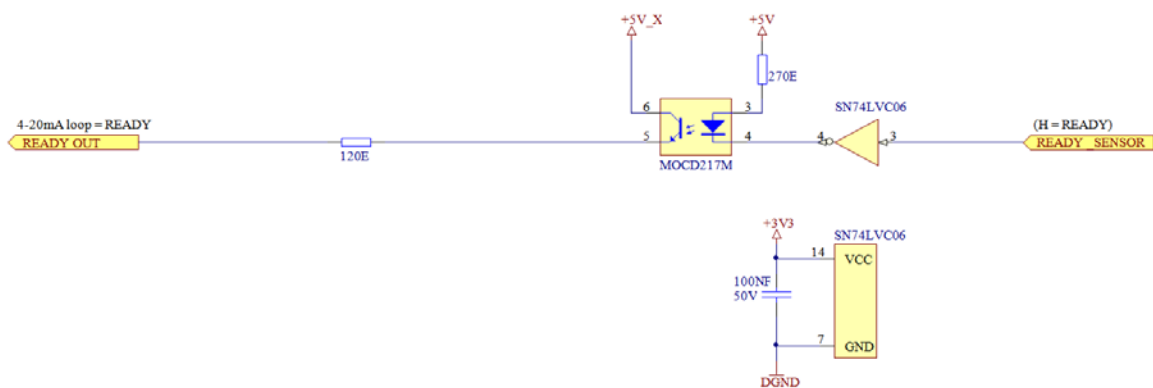 +5V_X
+5V
270E
SN74LVC06
6
3
4-20mA loop = READY
(H = READY)
READY OUT
5
4
4
3
READY_SENSOR
120E
MOCD217M
+3V3
SN74LVC06
14
VCC
100NF
50V
7
GND
DGND